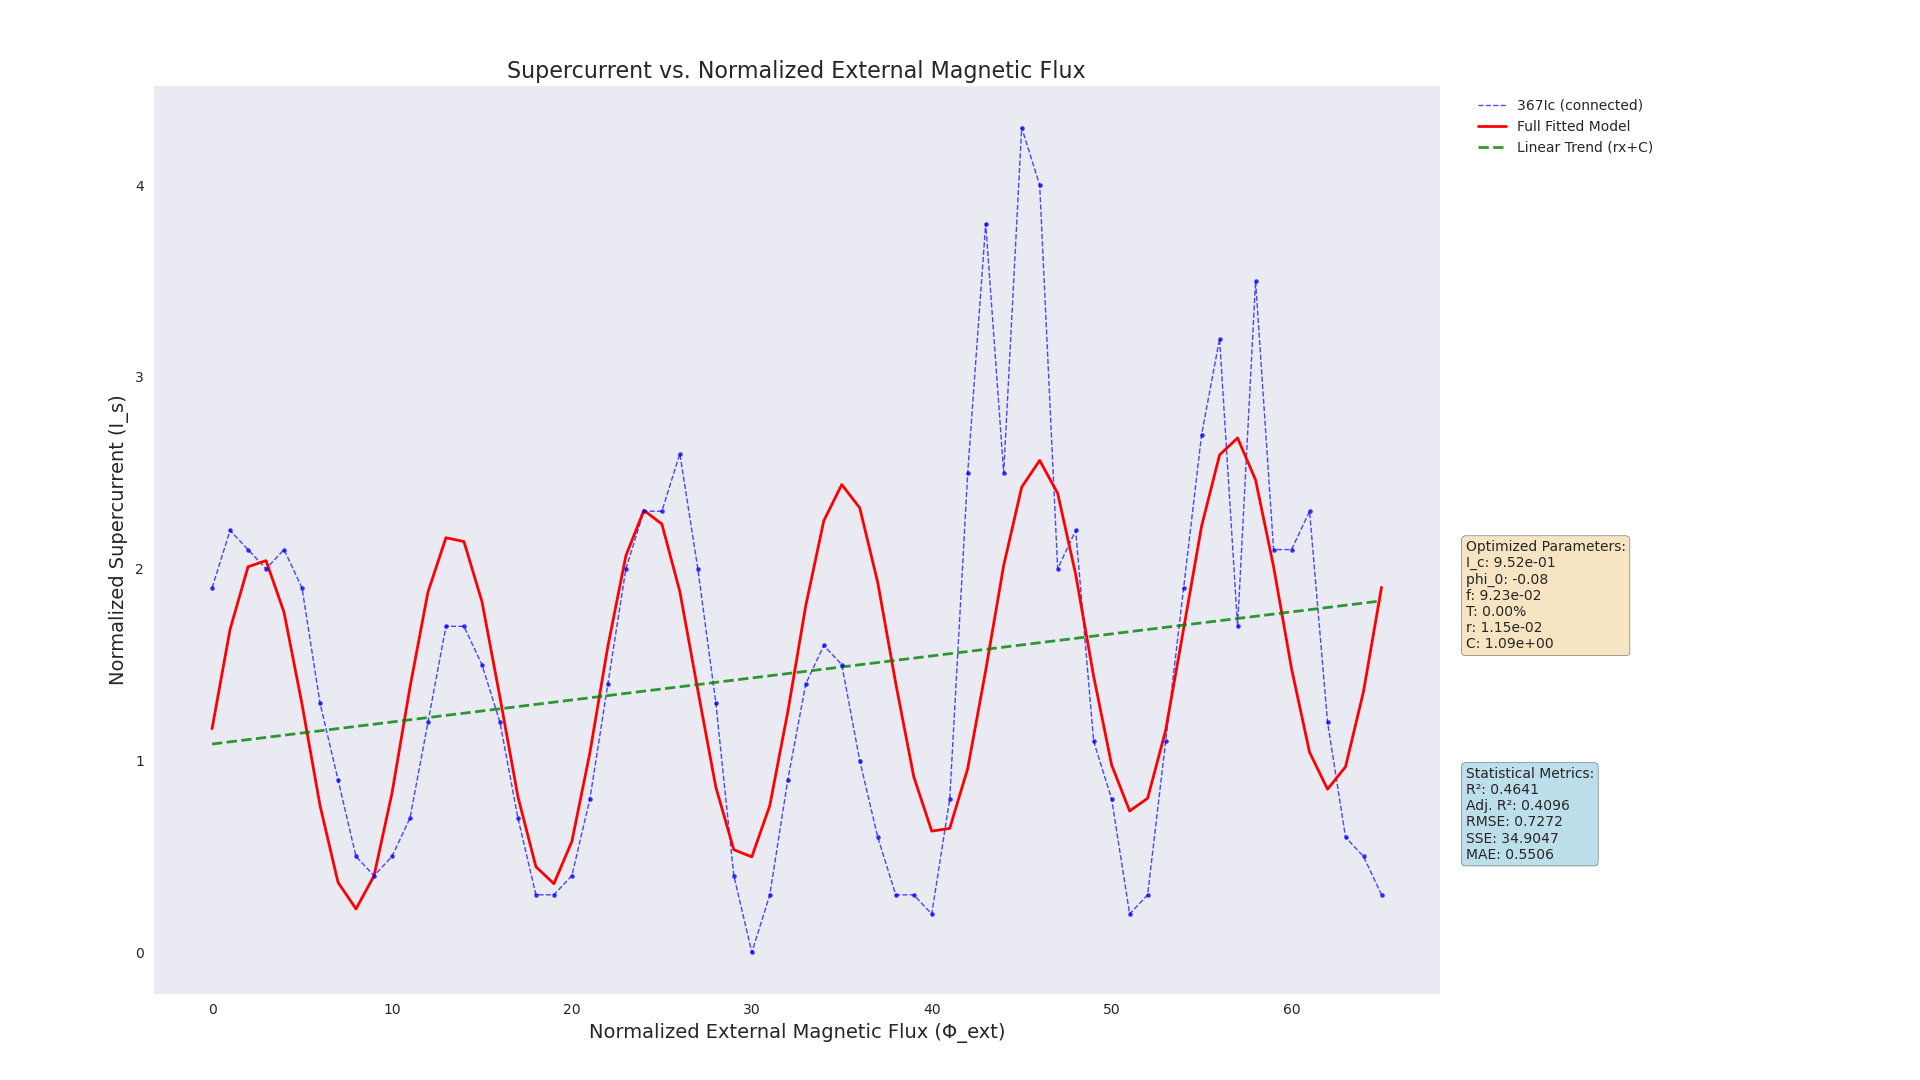 Supercurrent vs. Normalized External Magnetic Flux
367Ic (connected)
Full Fitted Model
Linear Trend (rx+C)
4
3
2
1
0
Normalized Supercurrent (I_s)
0 10 20 30 40 50 60
Normalized External Magnetic Flux (Φ_ext)
Optimized Parameters:
I_c: 9.52e-01
phi_0: -0.08
f: 9.23e-02
T: 0.00%
r: 1.15e-02
C: 1.09e+00
Statistical Metrics:
R²: 0.4641
Adj. R²: 0.4096
RMSE: 0.7272
SSE: 34.9047
MAE: 0.5506